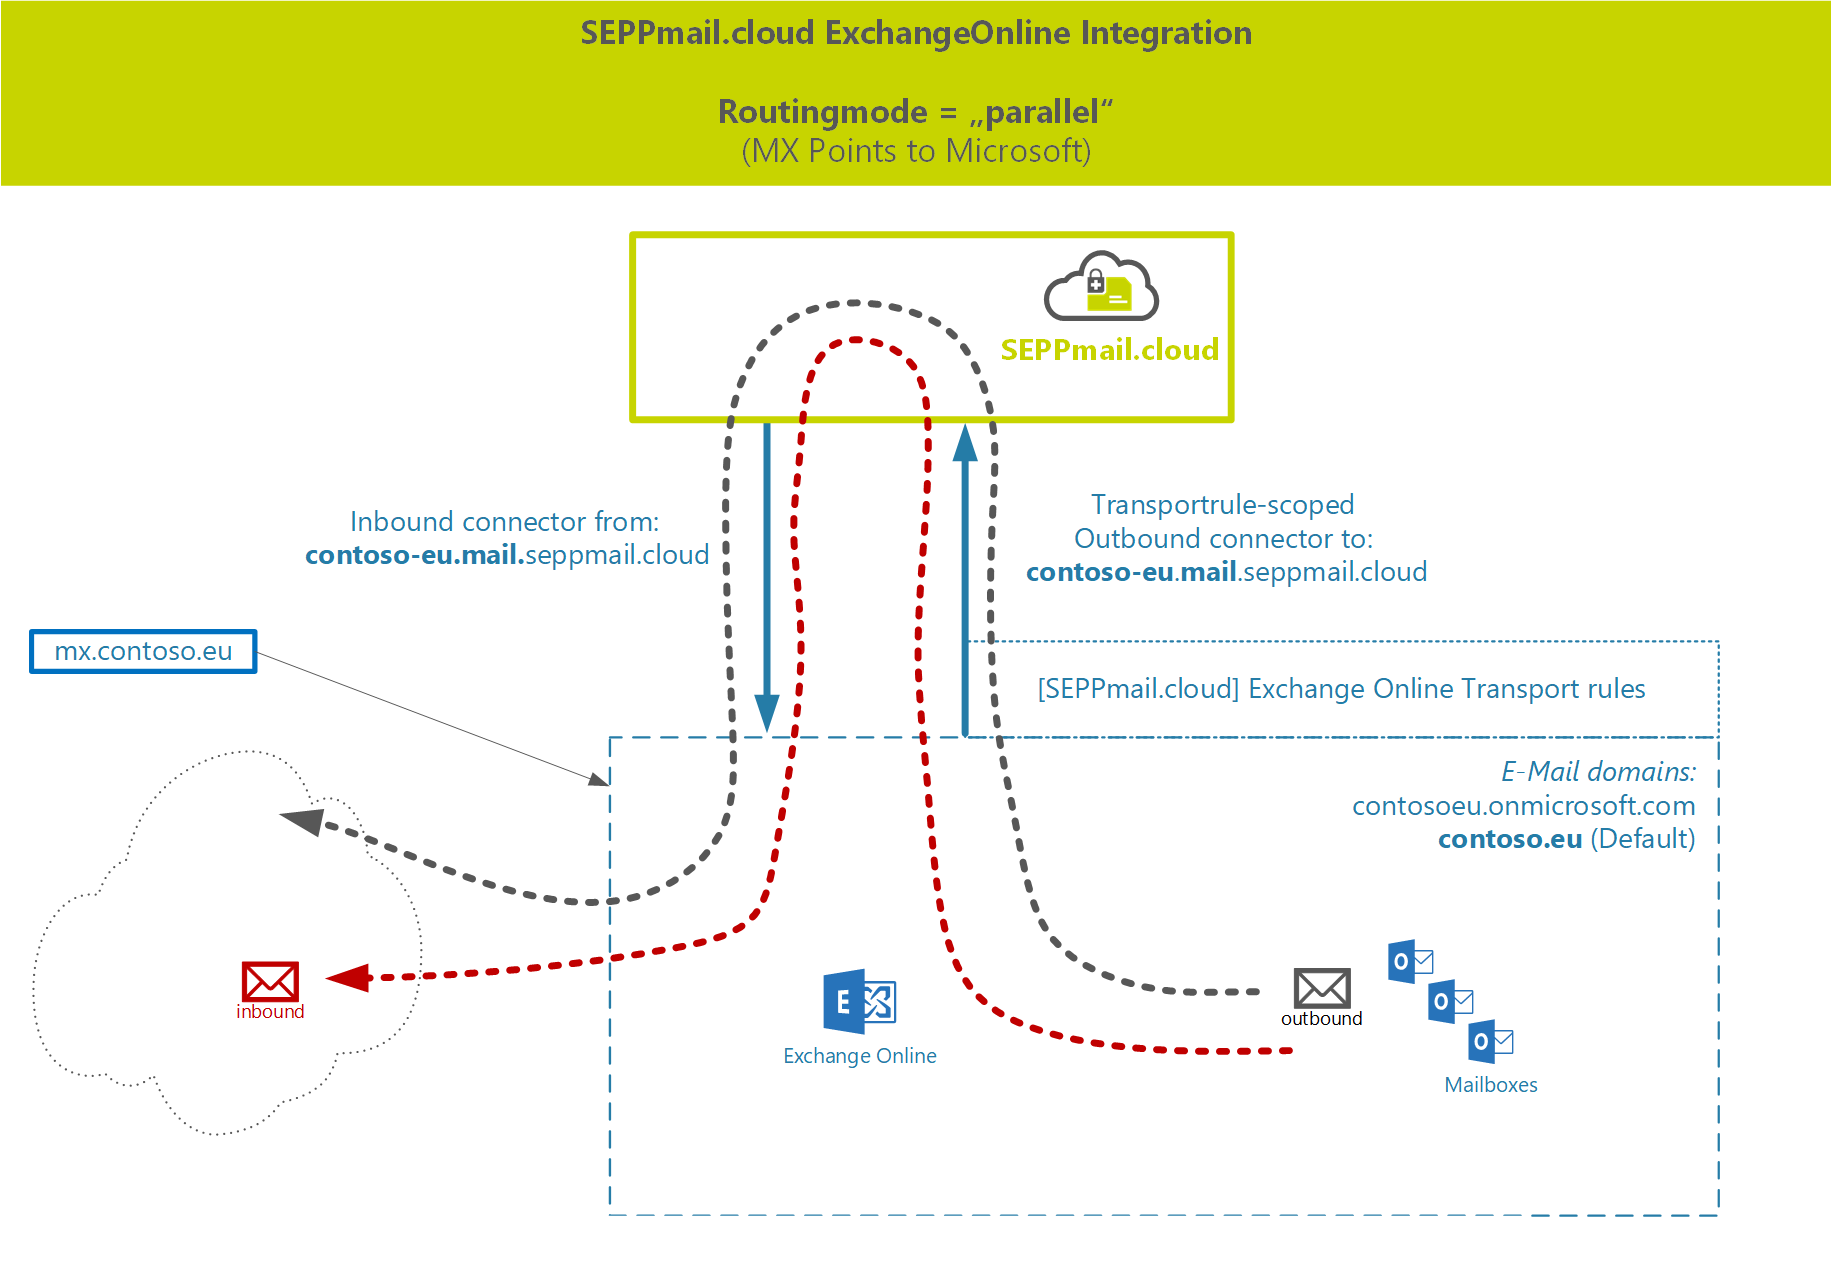 SEPPmail.cloud ExchangeOnline Integration
Routingmode = „parallel“
(MX Points to Microsoft)
SEPPmail.cloud
Inbound connector from:
contoso-eu.mail.seppmail.cloud
Transportrule-scoped
Outbound connector to:
contoso-eu.mail.seppmail.cloud
mx.contoso.eu
[SEPPmail.cloud] Exchange Online Transport rules
E-Mail domains:
contosoeu.onmicrosoft.com
contoso.eu (Default)
inbound
E
Exchange Online
outbound
O
O
O
Mailboxes